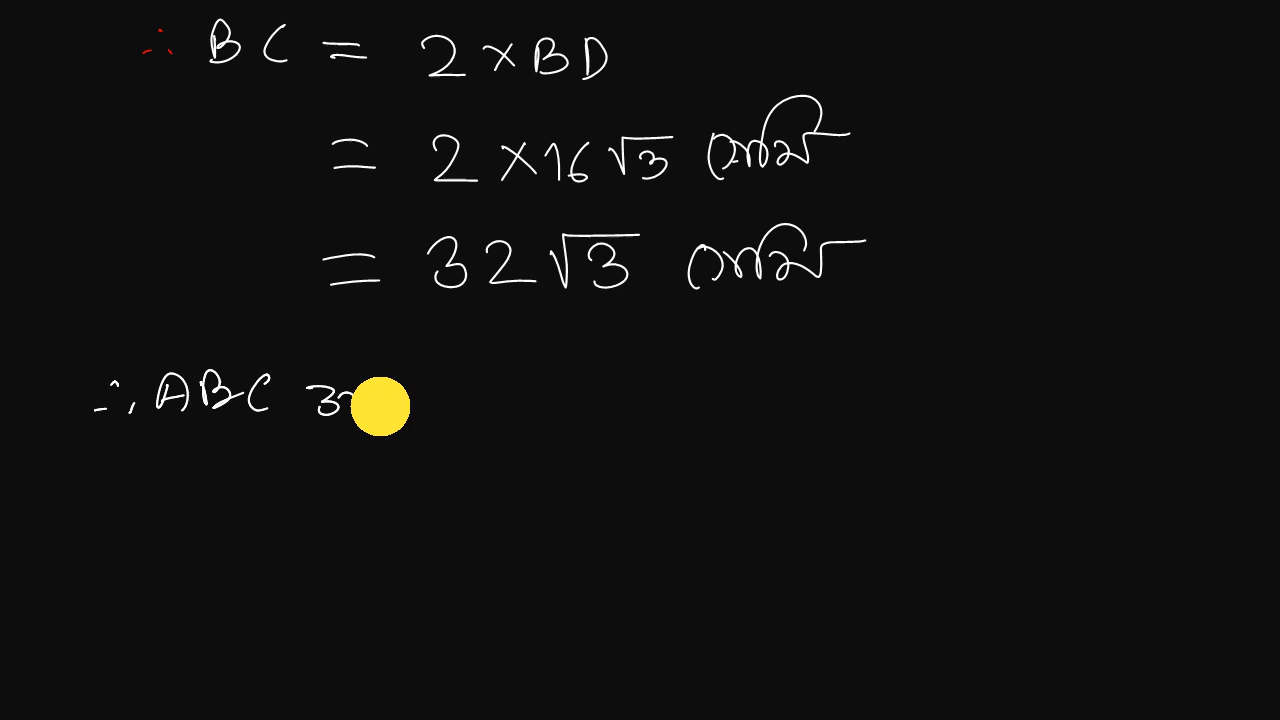 ∴ BC = 2 × BD
= 2 × 16√3 সেমি
= 32√3 সেমি
∴ ABC